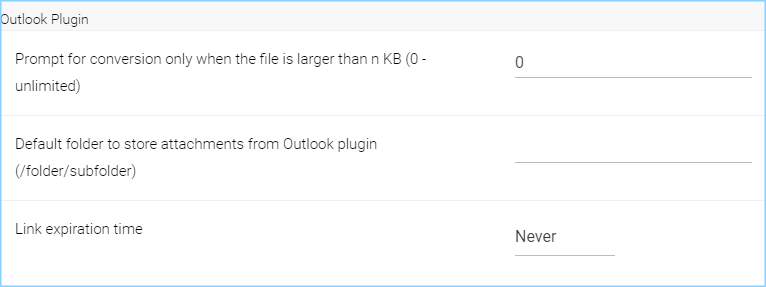 Outlook Plugin
Prompt for conversion only when the file is larger than n KB (0 -
unlimited)
0
Default folder to store attachments from Outlook plugin
(/folder/subfolder)
Link expiration time
Never